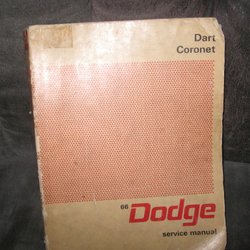 Dart
Coronet
66 Dodge
service manual